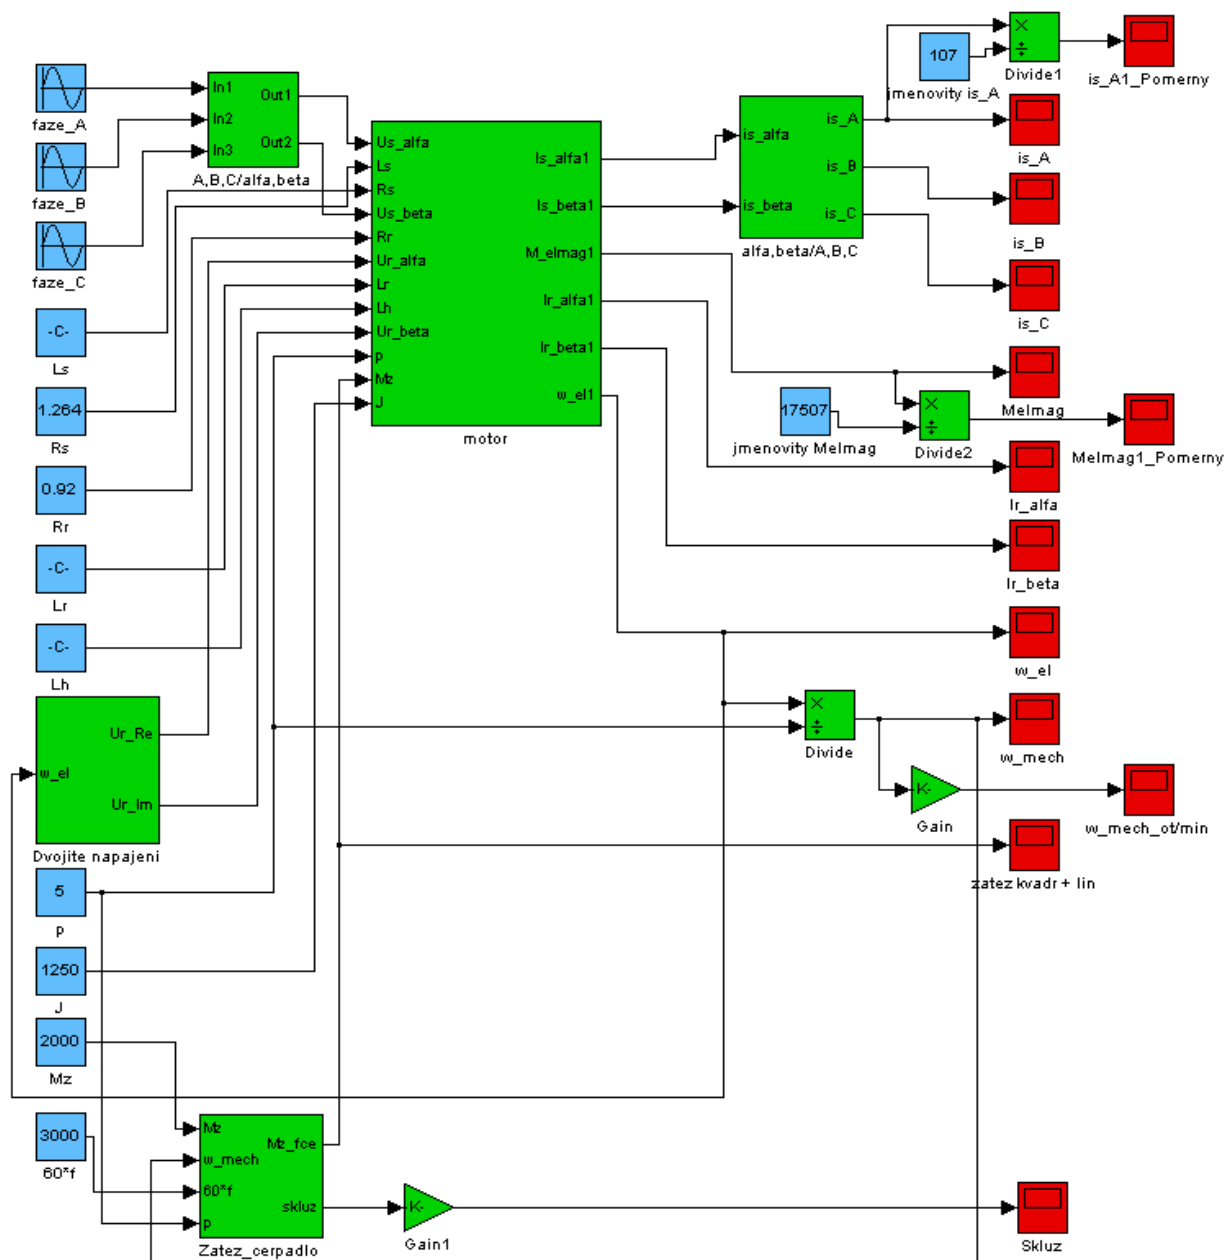 faze_A
faze_B
faze_C
-C-
Ls
1.264
Rs
0.92
Rr
-C-
Lr
-C-
Lh
Ur_Re
w_el
Ur_Im
Dvojite napajeni
5
p
1250
J
2000
Mz
3000
60*f
In1
In2
In3
Out1
Out2
A,B,C/alfa,beta
Us_alfa
Ls
Rs
Us_beta
Rr
Ur_alfa
Lr
Lh
Ur_beta
p
Mz
J
Is_alfa1
Is_beta1
M_elmag1
Ir_alfa1
Ir_beta1
w_el1
motor
is_alfa
is_beta
is_A
is_B
is_C
alfa,beta/A,B,C
107
jmenovity is_A
×
÷
Divide1
is_A1_Pomerny
is_A
is_B
is_C
Melmag
17507
jmenovity Melmag
×
÷
Divide2
Melmag1_Pomerny
Ir_alfa
Ir_beta
w_el
×
÷
Divide
w_mech
-K-
Gain
w_mech_ot/min
zatez kvadr + lin
Mz
w_mech
60*f
p
Mz_fce
skluz
Zatez_cerpadlo
-K-
Gain1
Skluz